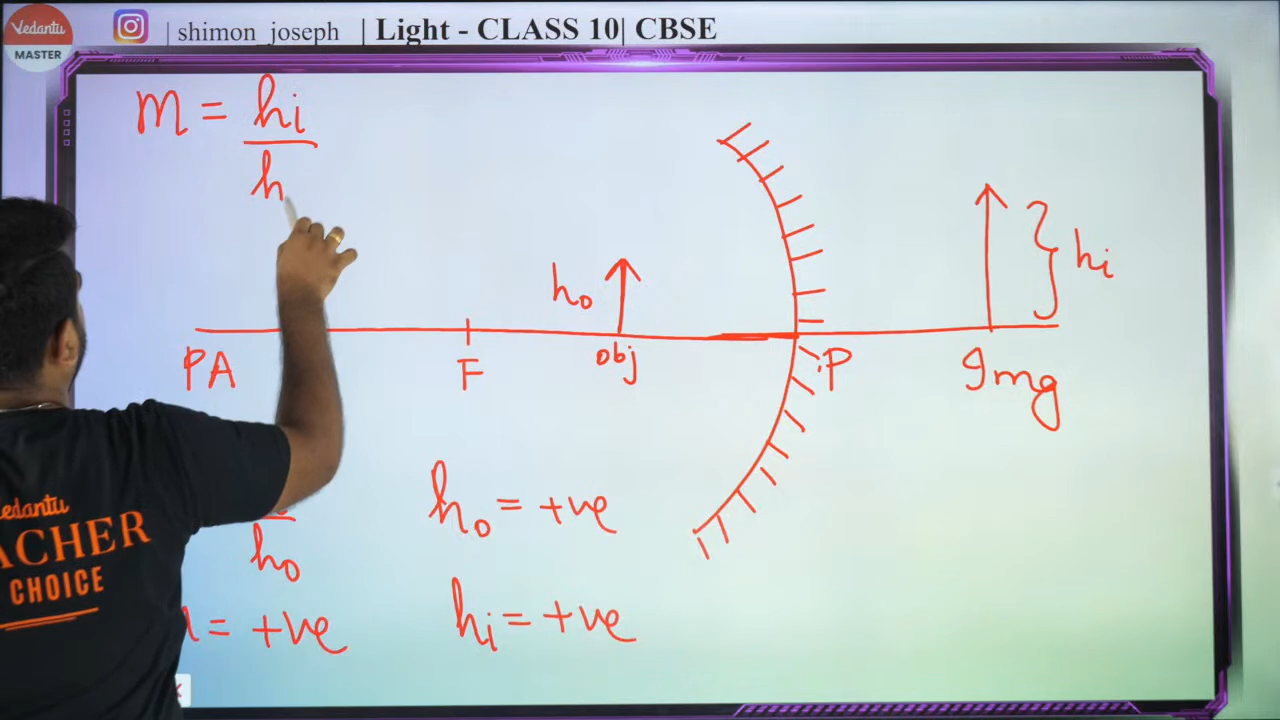 Vedantu
MASTER
| shimon_joseph | Light - CLASS 10| CBSE
m = hi
h
ho
hi
PA
F
obj
P
Img
ho = +ve
ho
hi = +ve
= +ve
vedantu
ACHER
CHOICE